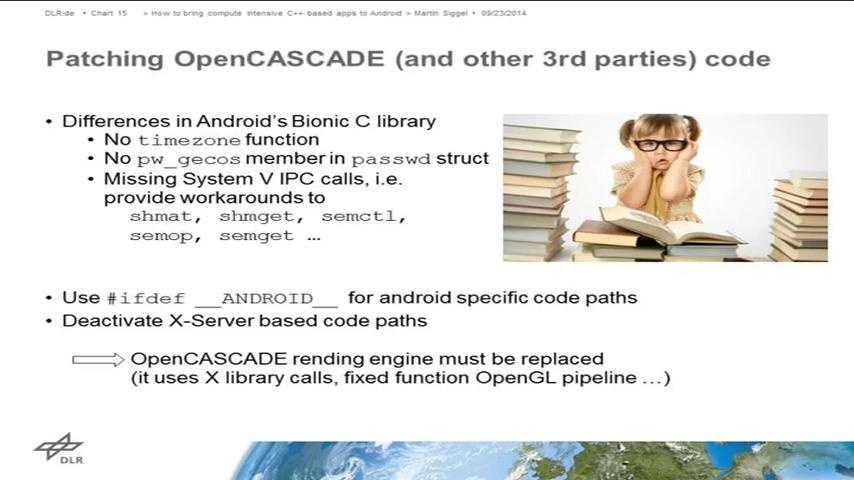 DLR.de • Chart 15 > How to bring compute intensive C++ based apps to Android > Martin Siggel • 09/23/2014
Patching OpenCASCADE (and other 3rd parties) code
• Differences in Android's Bionic C library
• No timezone function
• No pw_gecos member in passwd struct
• Missing System V IPC calls, i.e.
provide workarounds to
shmat, shmget, semctl,
semop, semget …
• Use #ifdef __ANDROID__ for android specific code paths
• Deactivate X-Server based code paths
OpenCASCADE rending engine must be replaced
(it uses X library calls, fixed function OpenGL pipeline …)
DLR